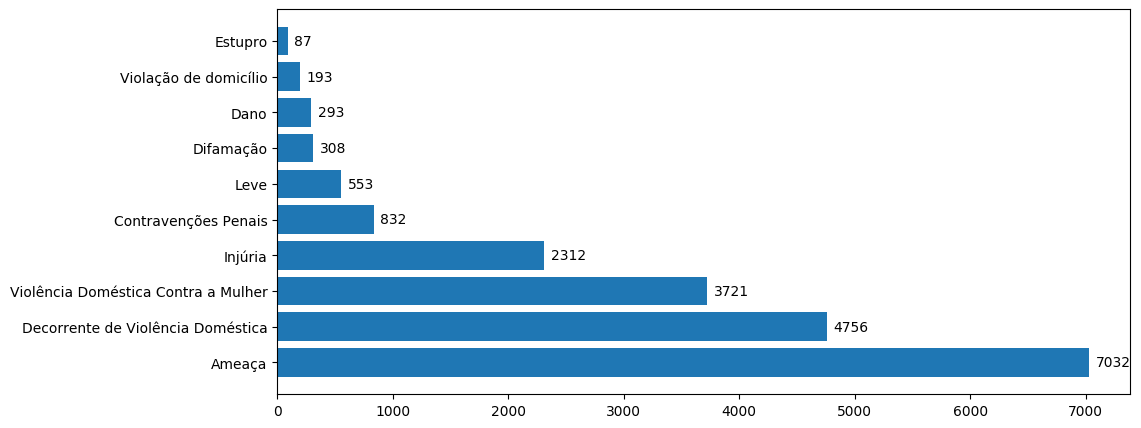 Estupro 87
Violação de domicílio 193
Dano 293
Difamação 308
Leve 553
Contravenções Penais 832
Injúria 2312
Violência Doméstica Contra a Mulher 3721
Decorrente de Violência Doméstica 4756
Ameaça 7032
0 1000 2000 3000 4000 5000 6000 7000